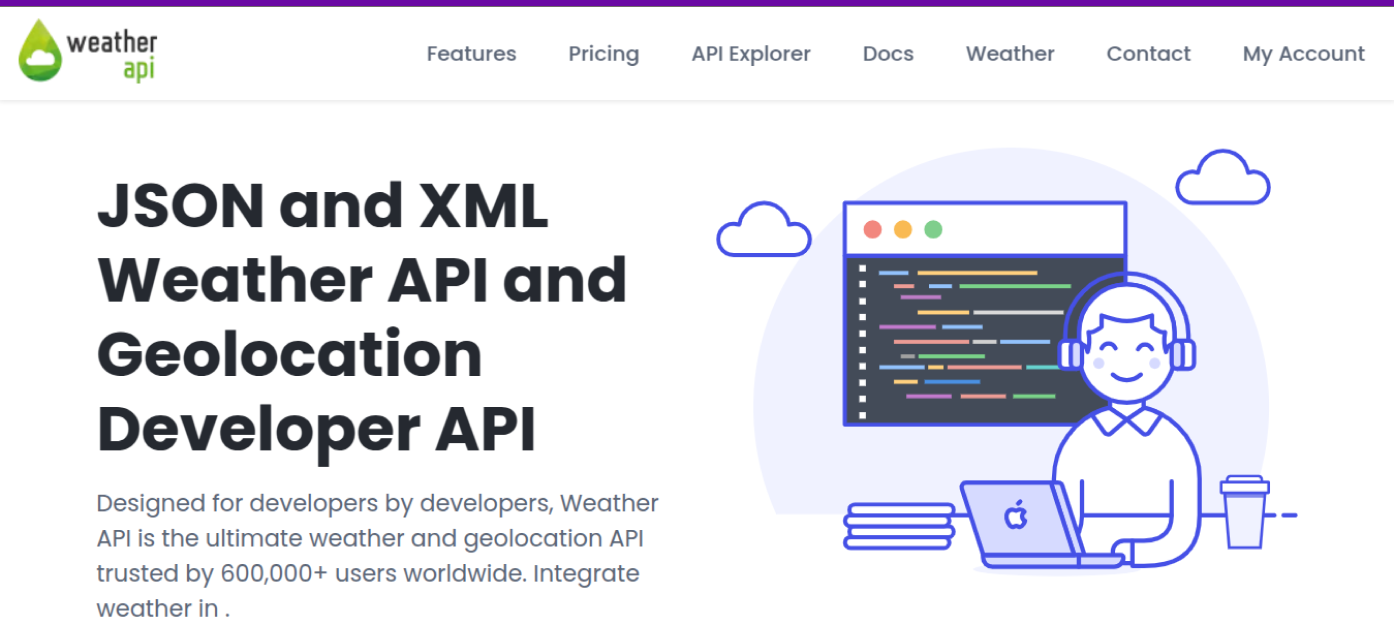 weather
api
Features Pricing API Explorer Docs Weather Contact My Account
JSON and XML
Weather API and
Geolocation
Developer API
Designed for developers by developers, Weather
API is the ultimate weather and geolocation API
trusted by 600,000+ users worldwide. Integrate
weather in .